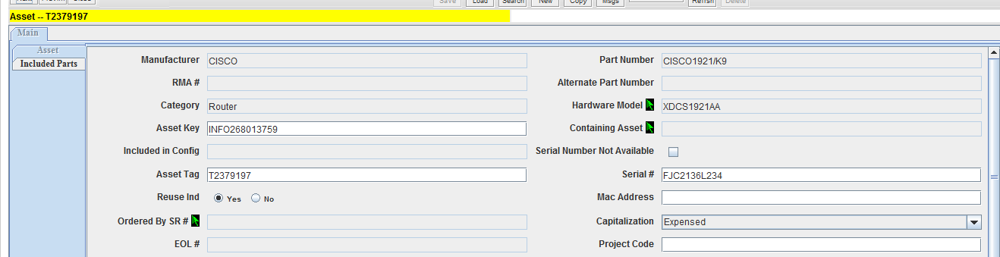 Save Load Search New Copy Msgs Refrsh Delete
Asset -- T2379197
Main
Asset
Included Parts
Manufacturer CISCO Part Number CISCO1921/K9
RMA # Alternate Part Number
Category Router Hardware Model XDCS1921AA
Asset Key INFO268013759 Containing Asset
Included in Config Serial Number Not Available
Asset Tag T2379197 Serial # FJC2136L234
Reuse Ind Yes No Mac Address
Ordered By SR # Capitalization Expensed
EOL # Project Code